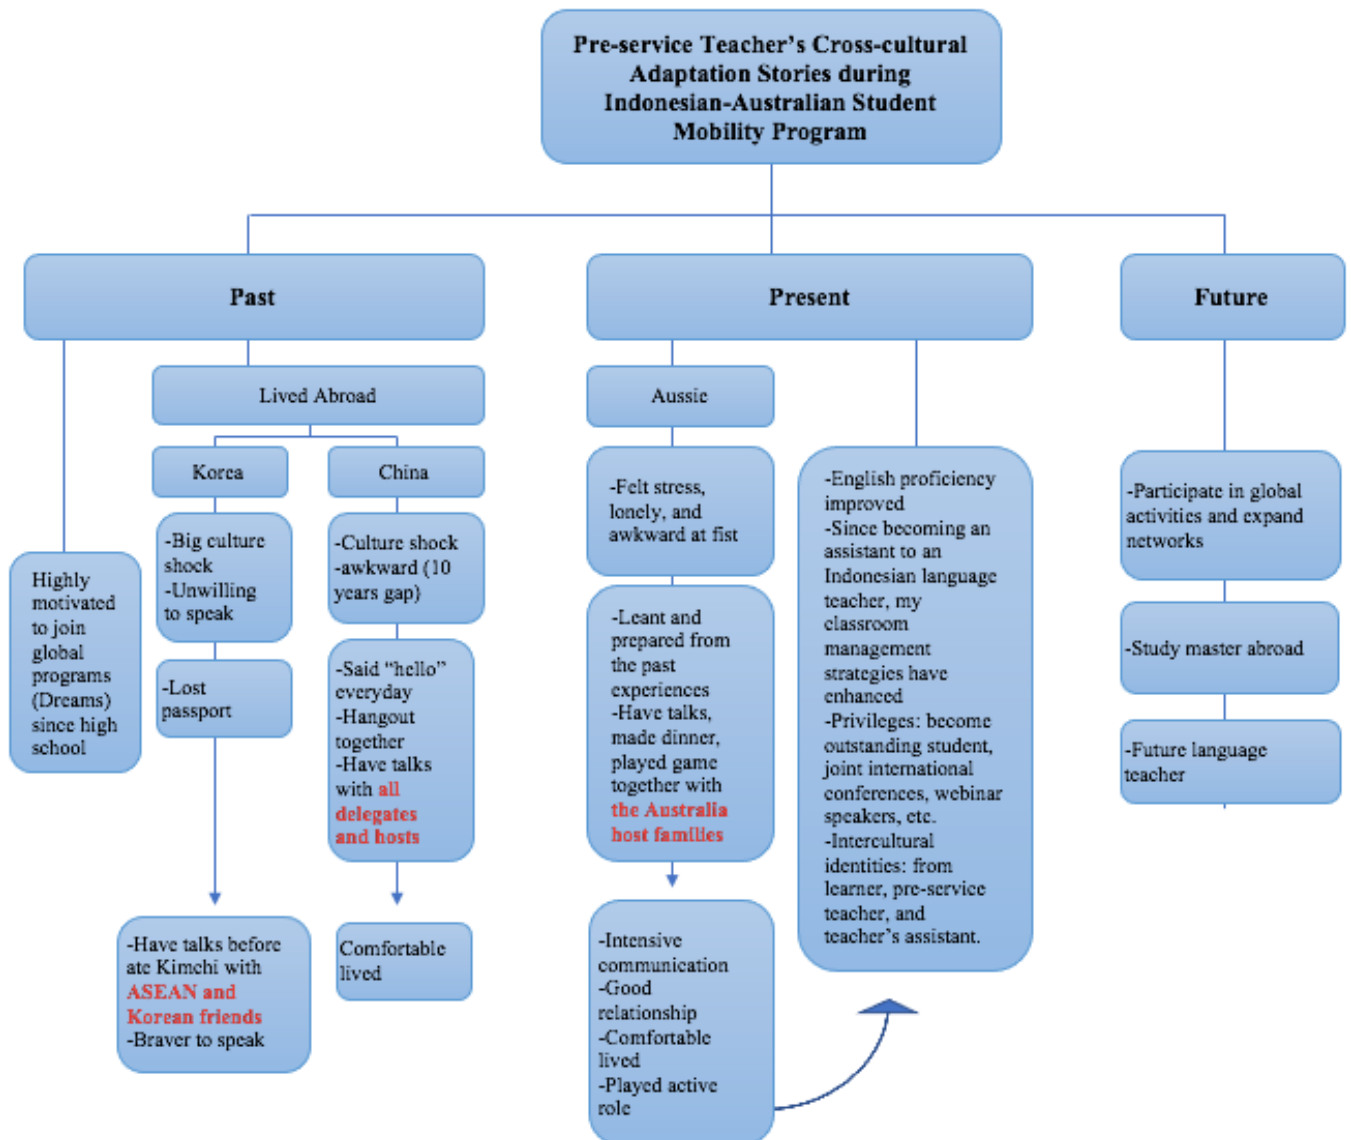 Pre-service Teacher's Cross-cultural
Adaptation Stories during
Indonesian-Australian Student
Mobility Program
Past
Present
Future
Lived Abroad
Aussie
Korea
China
Highly
motivated
to join
global
programs
(Dreams)
since high
school
-Big culture
shock
-Unwilling
to speak
-Lost
passport
-Have talks before
ate Kimchi with
ASEAN and
Korean friends
-Braver to speak
-Culture shock
-awkward (10
years gap)
-Said “hello”
everyday
-Hangout
together
-Have talks
with all
delegates
and hosts
Comfortable
lived
-Felt stress,
lonely, and
awkward at fist
-Leant and
prepared from
the past
experiences
-Have talks,
made dinner,
played game
together with
the Australia
host families
-Intensive
communication
-Good
relationship
-Comfortable
lived
-Played active
role
-English proficiency
improved
-Since becoming an
assistant to an
Indonesian language
teacher, my
classroom
management
strategies have
enhanced
-Privileges: become
outstanding student,
joint international
conferences, webinar
speakers, etc.
-Intercultural
identities: from
learner, pre-service
teacher, and
teacher's assistant.
-Participate in global
activities and expand
networks
-Study master abroad
-Future language
teacher